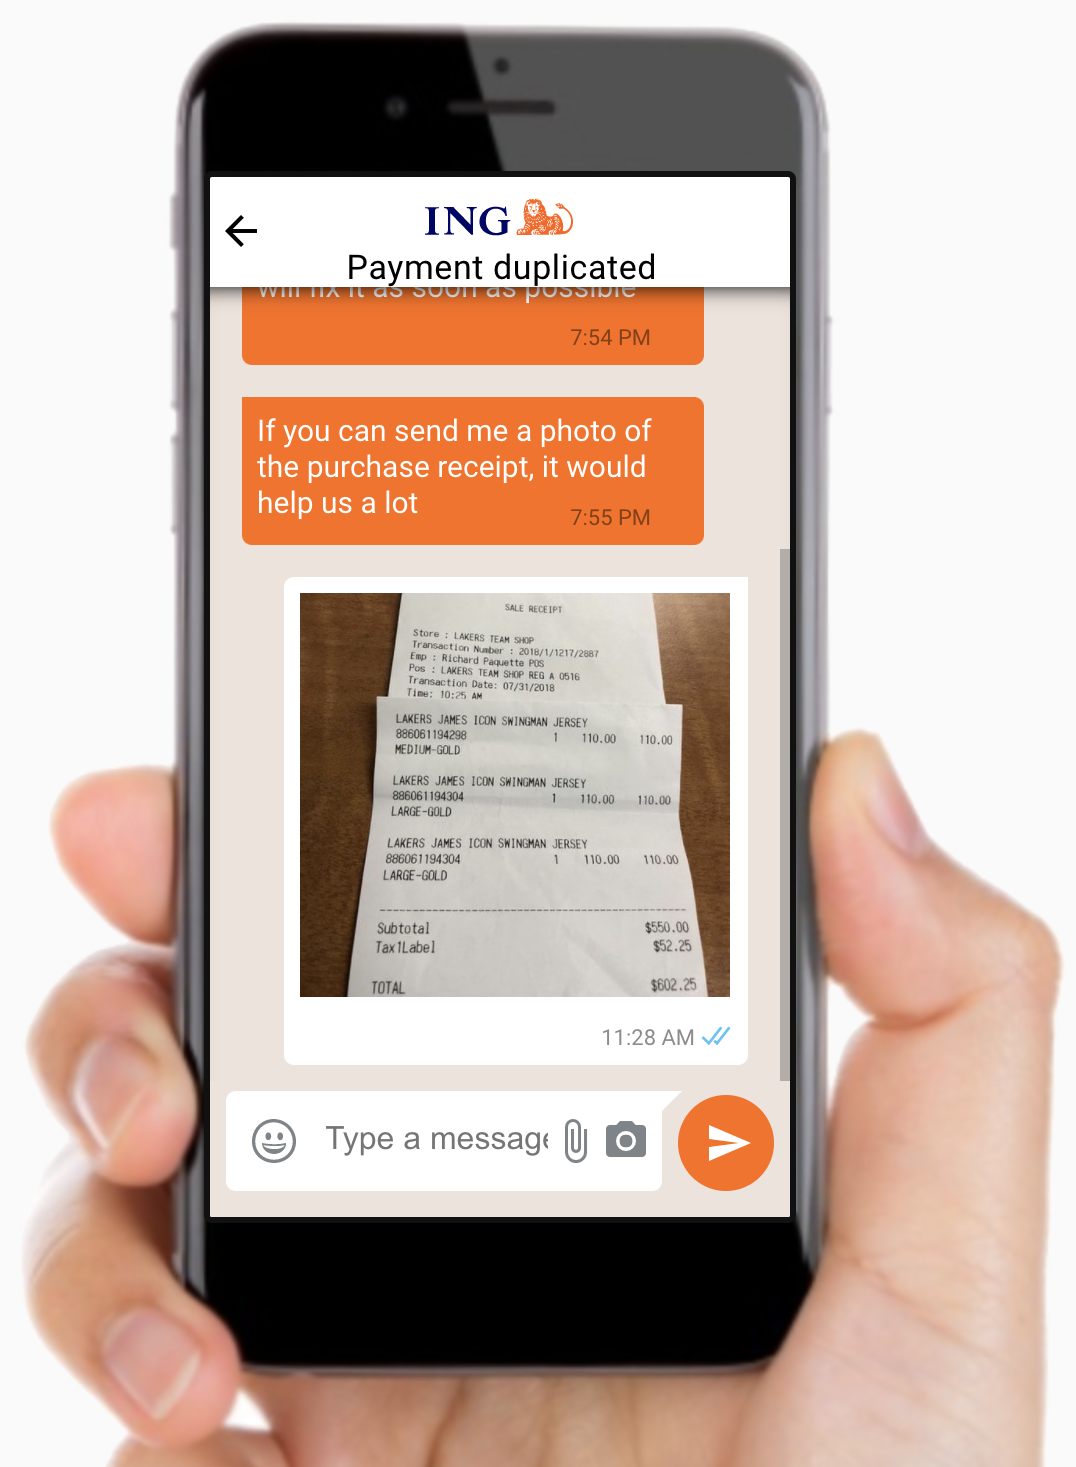 ING
Payment duplicated
will fix it as soon as possible
7:54 PM
If you can send me a photo of
the purchase receipt, it would
help us a lot
7:55 PM
SALE RECEIPT
Store : LAKERS TEAM SHOP
Transaction Number : 2018/1/1217/2887
Emp : Richard Paquette POS
Pos : LAKERS TEAM SHOP REG A 0516
Transaction Date: 07/31/2018
Time: 10:25 AM
LAKERS JAMES ICON SWINGMAN JERSEY
886061194298 1 110.00 110.00
MEDIUM-GOLD
LAKERS JAMES ICON SWINGMAN JERSEY
886061194304 1 110.00 110.00
LARGE-GOLD
LAKERS JAMES ICON SWINGMAN JERSEY
886061194304 1 110.00 110.00
LARGE-GOLD
Subtotal $550.00
Tax1Label $52.25
TOTAL $602.25
11:28 AM
Type a message